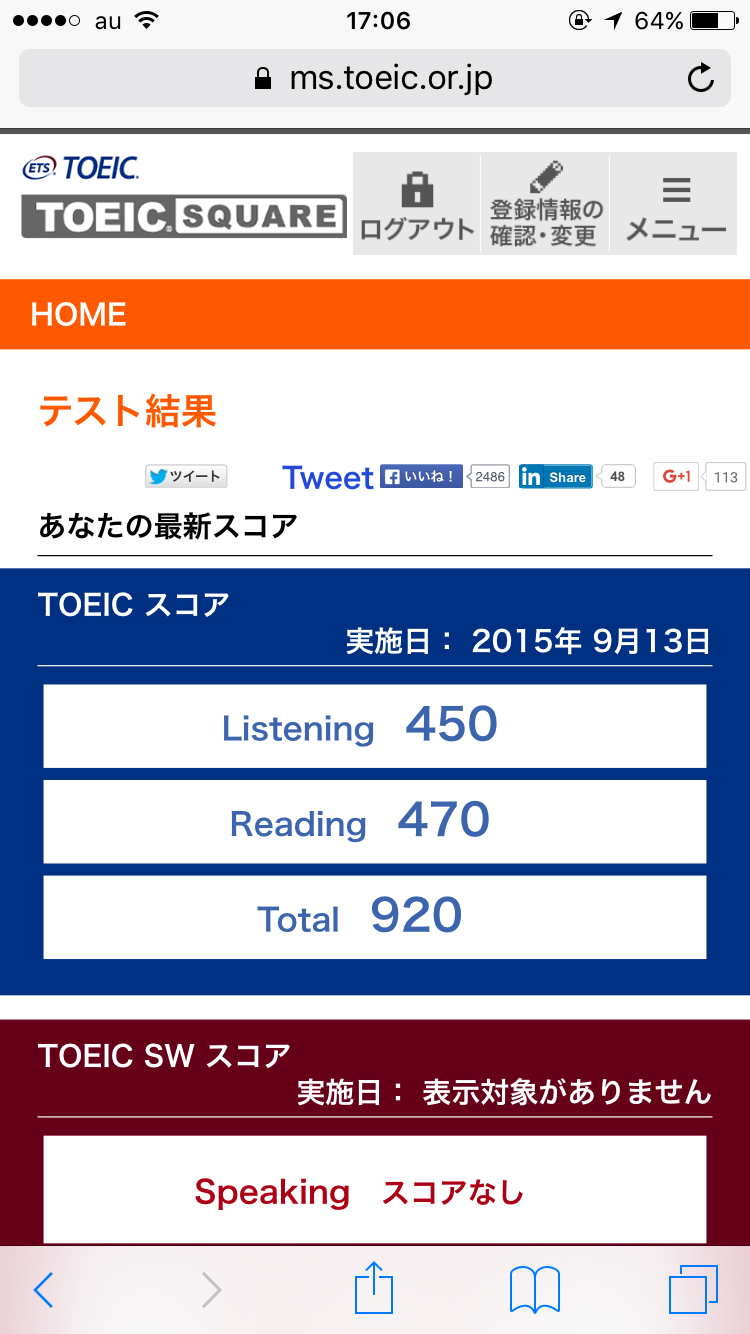 au 17:06 64%
ms.toeic.or.jp
ETS TOEIC.
TOEIC® SQUARE
ログアウト
登録情報の
確認・変更
メニュー
HOME
テスト結果
ツイート Tweet いいね! 2486 in Share 48 G+1 113
あなたの最新スコア
TOEIC スコア
実施日： 2015年 9月13日
Listening 450
Reading 470
Total 920
TOEIC SW スコア
実施日： 表示対象がありません
Speaking スコアなし